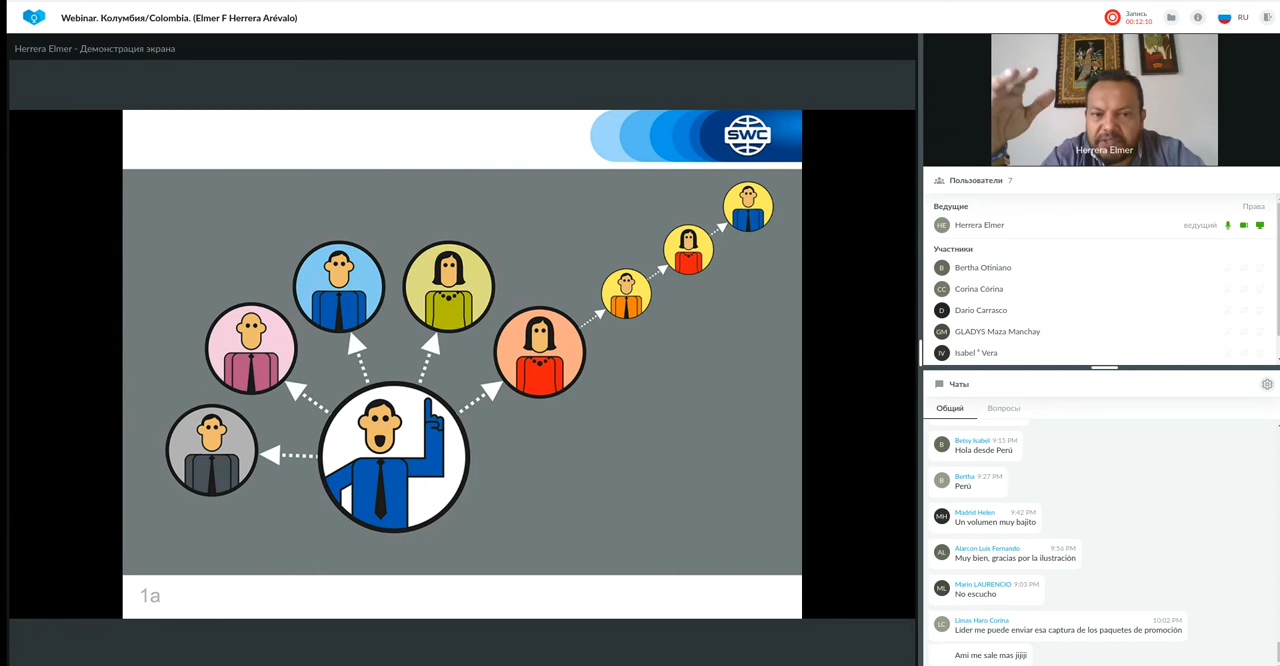 Webinar. Колумбия/Colombia. (Elmer F Herrera Arévalo)
Запись
00:12:10
RU
Herrera Elmer - Демонстрация экрана
SWC
1a
Herrera Elmer
Пользователи 7
Ведущие Права
HE Herrera Elmer ведущий
Участники
B Bertha Otiniano
CC Corina Córina
D Dario Carrasco
GM GLADYS Maza Manchay
IV Isabel * Vera
Чаты
Общий Вопросы
B Betsy Isabel 9:15 PM
Hola desde Perú
B Bertha 9:27 PM
Perú
MH Madrid Helen 9:42 PM
Un volumen muy bajito
AL Alarcon Luis Fernando 9:56 PM
Muy bien, gracias por la ilustración
ML Marin LAURENCIO 9:03 PM
No escucho
LC Limas Haro Corina 10:02 PM
Líder me puede enviar esa captura de los paquetes de promoción
Ami me sale mas jijiji